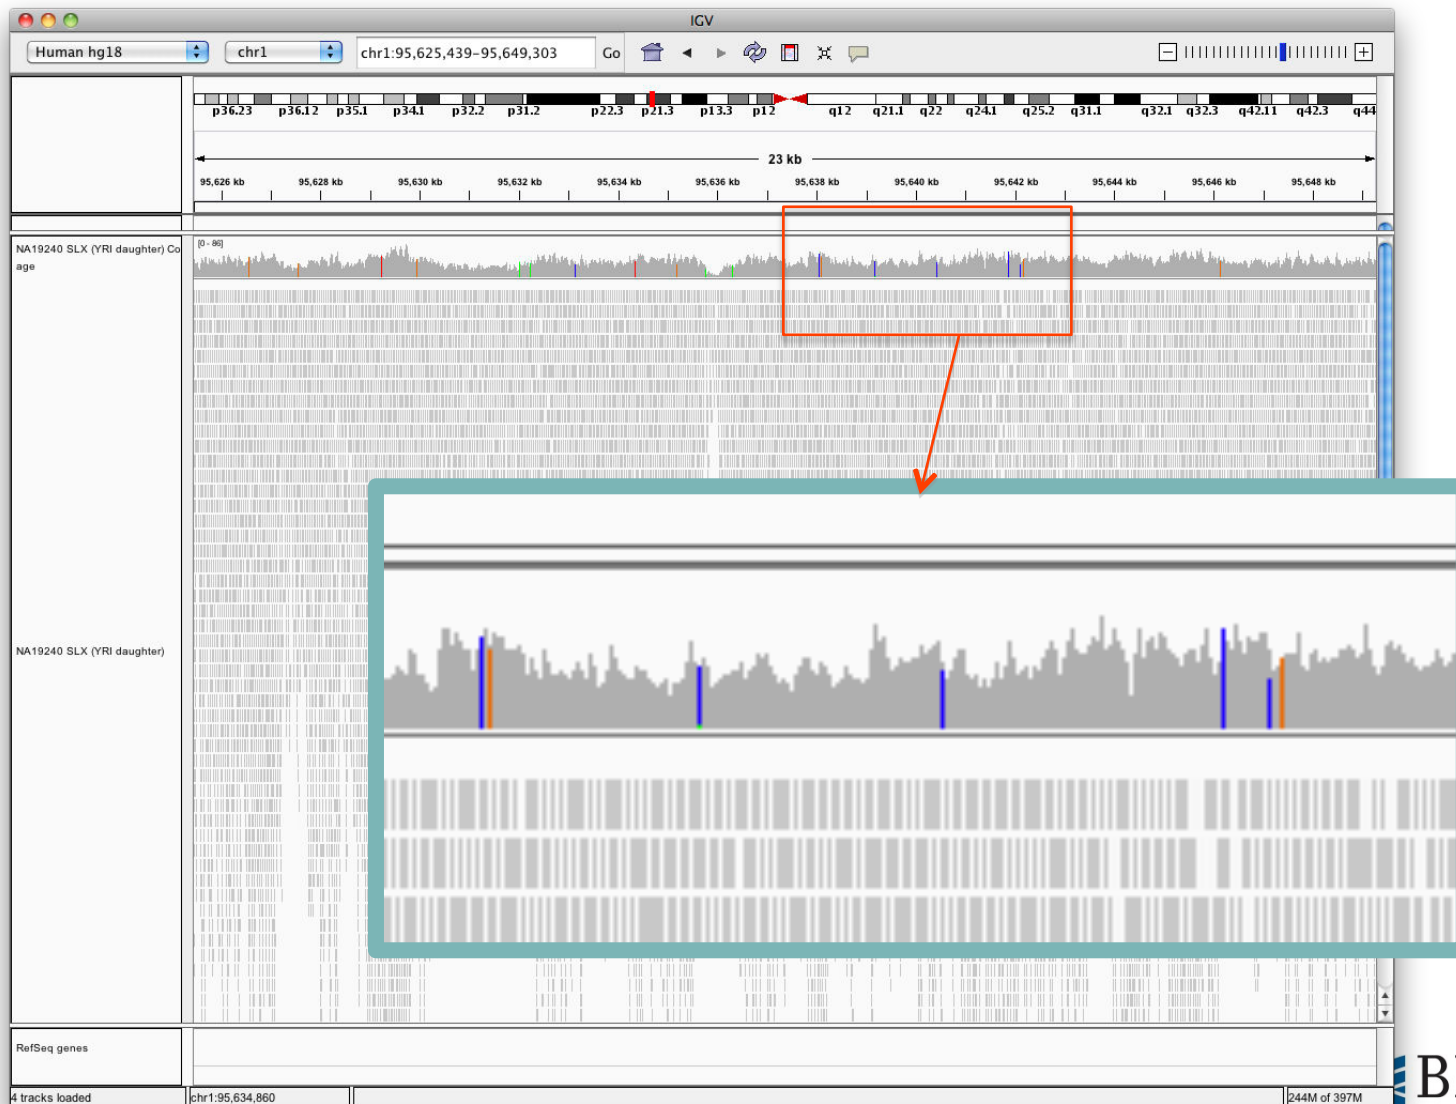 IGV
Human hg18 chr1 chr1:95,625,439-95,649,303 Go
p36.23 p36.12 p35.1 p34.1 p32.2 p31.2 p22.3 p21.3 p13.3 p12 q12 q21.1 q22 q24.1 q25.2 q31.1 q32.1 q32.3 q42.11 q42.3 q44
23 kb
95,626 kb 95,628 kb 95,630 kb 95,632 kb 95,634 kb 95,636 kb 95,638 kb 95,640 kb 95,642 kb 95,644 kb 95,646 kb 95,648 kb
NA19240 SLX (YRI daughter) Co
age
[0 - 86]
NA19240 SLX (YRI daughter)
RefSeq genes
4 tracks loaded chr1:95,634,860 244M of 397M